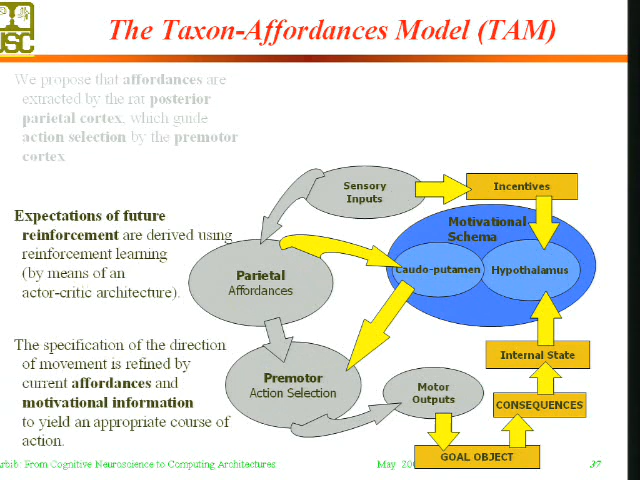 The Taxon-Affordances Model (TAM)
USC
We propose that affordances are
extracted by the rat posterior
parietal cortex, which guide
action selection by the premotor
cortex.
Expectations of future
reinforcement are derived using
reinforcement learning
(by means of an
actor-critic architecture).
The specification of the direction
of movement is refined by
current affordances and
motivational information
to yield an appropriate course of
action.
Sensory
Inputs
Incentives
Motivational
Schema
Parietal
Affordances
Caudo-putamen
Hypothalamus
Internal State
Premotor
Action Selection
Motor
Outputs
CONSEQUENCES
GOAL OBJECT
: From Cognitive Neuroscience to Computing Architectures
May
37